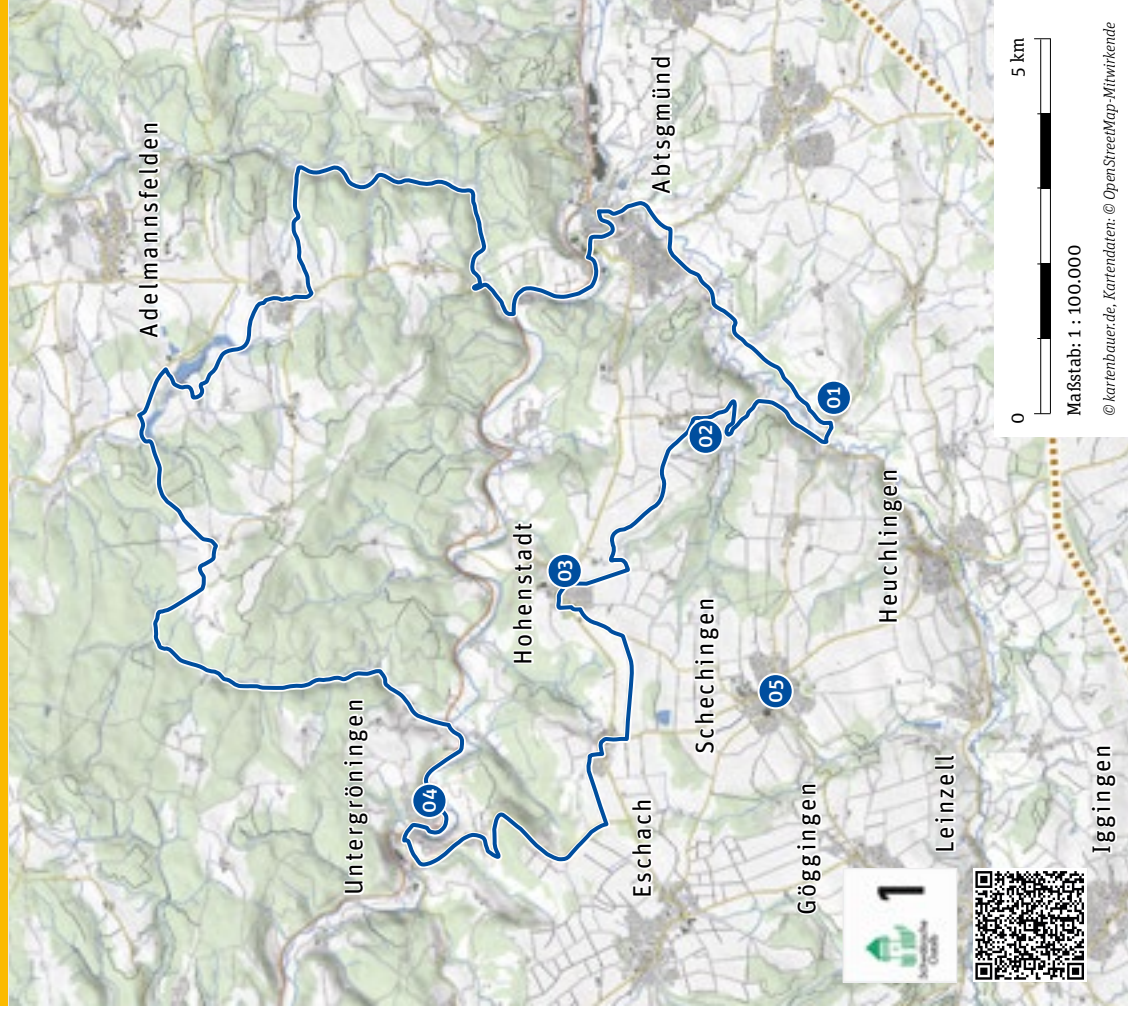 Adelmannsfelden
Abtsgmünd
Untergröningen
04
Hohenstadt
03
02
01
Eschach
Schechingen
05
Heuchlingen
Göggingen
Leinzell
Iggingen
1
0 5 km
Maßstab: 1 : 100.000
© kartenbauer.de, Kartendaten: © OpenStreetMap-Mitwirkende